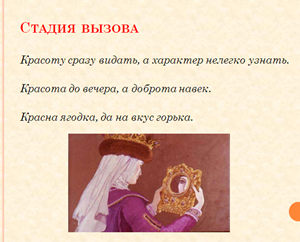 Стадия вызова
Красоту сразу видать, а характер нелегко узнать.
Красота до вечера, а доброта навек.
Красна ягодка, да на вкус горька.